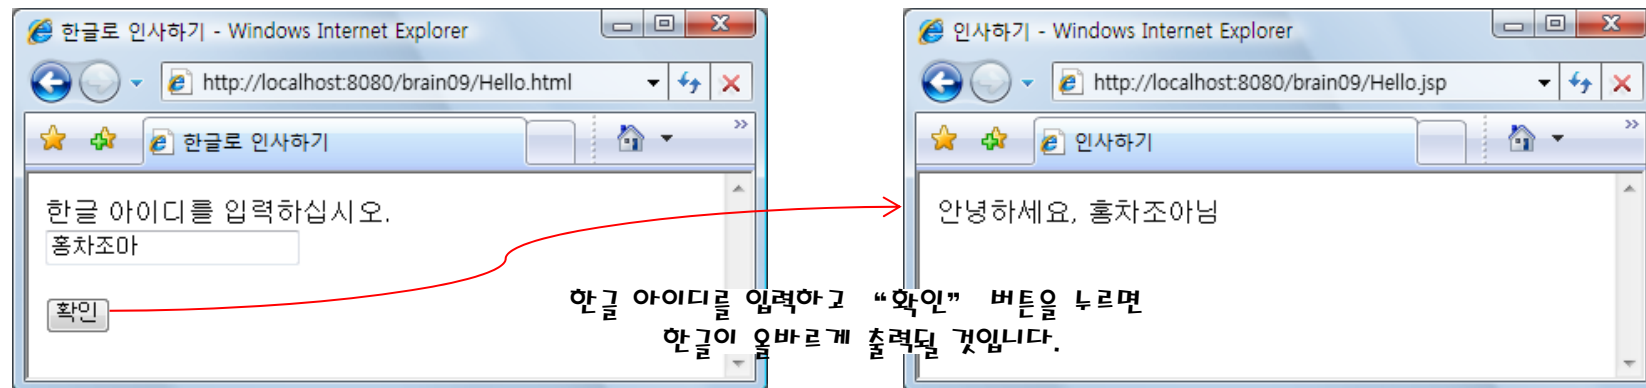 한글로 인사하기 - Windows Internet Explorer
http://localhost:8080/brain09/Hello.html
한글로 인사하기
한글 아이디를 입력하십시오.
홍차조아
확인
인사하기 - Windows Internet Explorer
http://localhost:8080/brain09/Hello.jsp
인사하기
안녕하세요, 홍차조아님
한글 아이디를 입력하고 “확인” 버튼을 누르면
한글이 올바르게 출력될 것입니다.